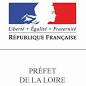 Liberté • Égalité • Fraternité
RÉPUBLIQUE FRANÇAISE
PRÉFET
DE LA LOIRE